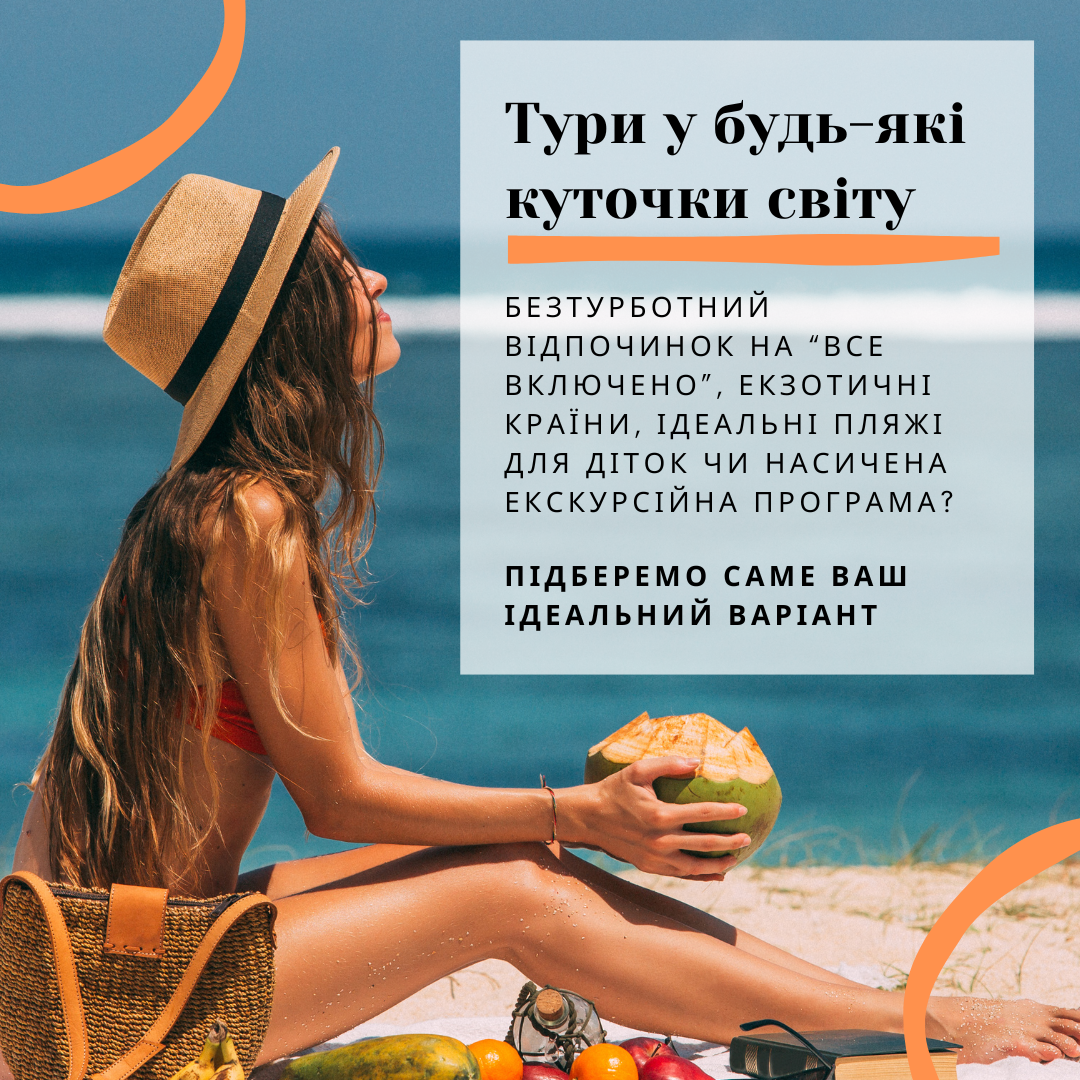 Тури у будь-які
куточки світу
БЕЗТУРБОТНИЙ
ВІДПОЧИНОК НА “ВСЕ
ВКЛЮЧЕНО”, ЕКЗОТИЧНІ
КРАЇНИ, ІДЕАЛЬНІ ПЛЯЖІ
ДЛЯ ДІТОК ЧИ НАСИЧЕНА
ЕКСКУРСІЙНА ПРОГРАМА?
ПІДБЕРЕМО САМЕ ВАШ
ІДЕАЛЬНИЙ ВАРІАНТ